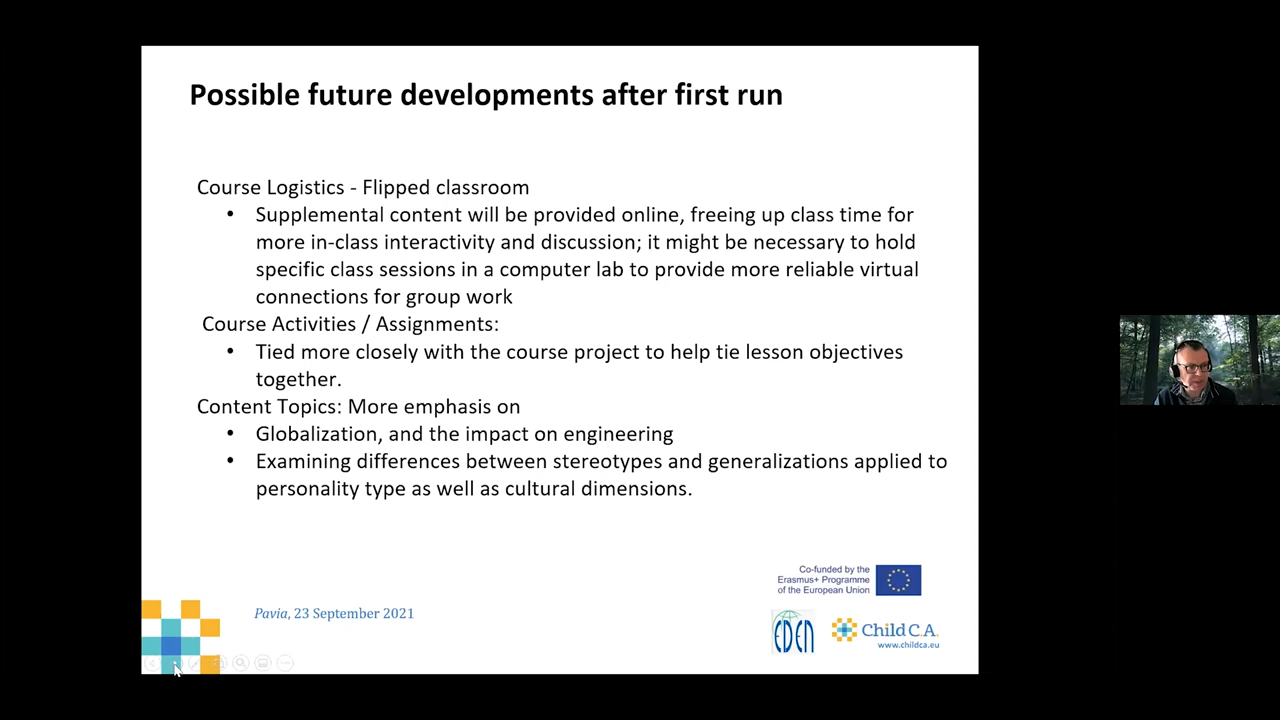 Possible future developments after first run
Course Logistics - Flipped classroom
• Supplemental content will be provided online, freeing up class time for
more in-class interactivity and discussion; it might be necessary to hold
specific class sessions in a computer lab to provide more reliable virtual
connections for group work
Course Activities / Assignments:
• Tied more closely with the course project to help tie lesson objectives
together.
Content Topics: More emphasis on
• Globalization, and the impact on engineering
• Examining differences between stereotypes and generalizations applied to
personality type as well as cultural dimensions.
Co-funded by the
Erasmus+ Programme
of the European Union
Pavia, 23 September 2021
EDEN
Child C.A.
www.childca.eu